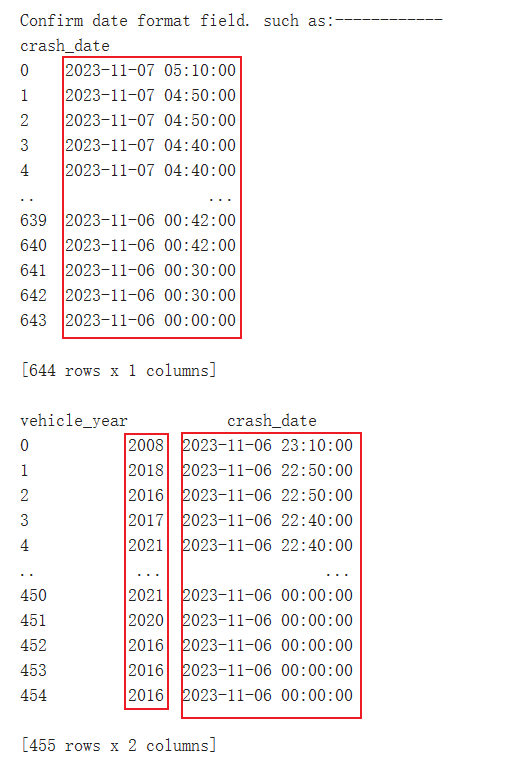 Confirm date format field. such as:------------
crash_date
0 2023-11-07 05:10:00
1 2023-11-07 04:50:00
2 2023-11-07 04:50:00
3 2023-11-07 04:40:00
4 2023-11-07 04:40:00
.. ...
639 2023-11-06 00:42:00
640 2023-11-06 00:42:00
641 2023-11-06 00:30:00
642 2023-11-06 00:30:00
643 2023-11-06 00:00:00
[644 rows x 1 columns]
vehicle_year crash_date
0 2008 2023-11-06 23:10:00
1 2018 2023-11-06 22:50:00
2 2016 2023-11-06 22:50:00
3 2017 2023-11-06 22:40:00
4 2021 2023-11-06 22:40:00
.. ... ...
450 2021 2023-11-06 00:00:00
451 2020 2023-11-06 00:00:00
452 2016 2023-11-06 00:00:00
453 2016 2023-11-06 00:00:00
454 2016 2023-11-06 00:00:00
[455 rows x 2 columns]